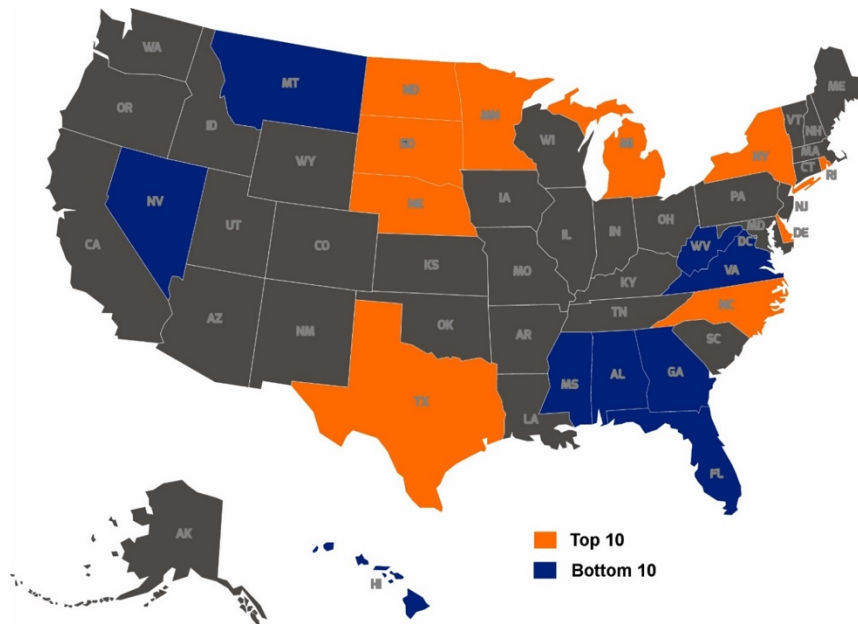 WA
MT
ND
MN
ME
OR
ID
SD
WI
MI
VT
NH
NY
MA
CT
RI
WY
NE
IA
PA
NJ
NV
UT
CO
IL
IN
OH
MD
DE
DC
WV
VA
CA
KS
MO
KY
NC
TN
AZ
NM
OK
AR
SC
MS
AL
GA
TX
LA
FL
AK
HI
Top 10
Bottom 10